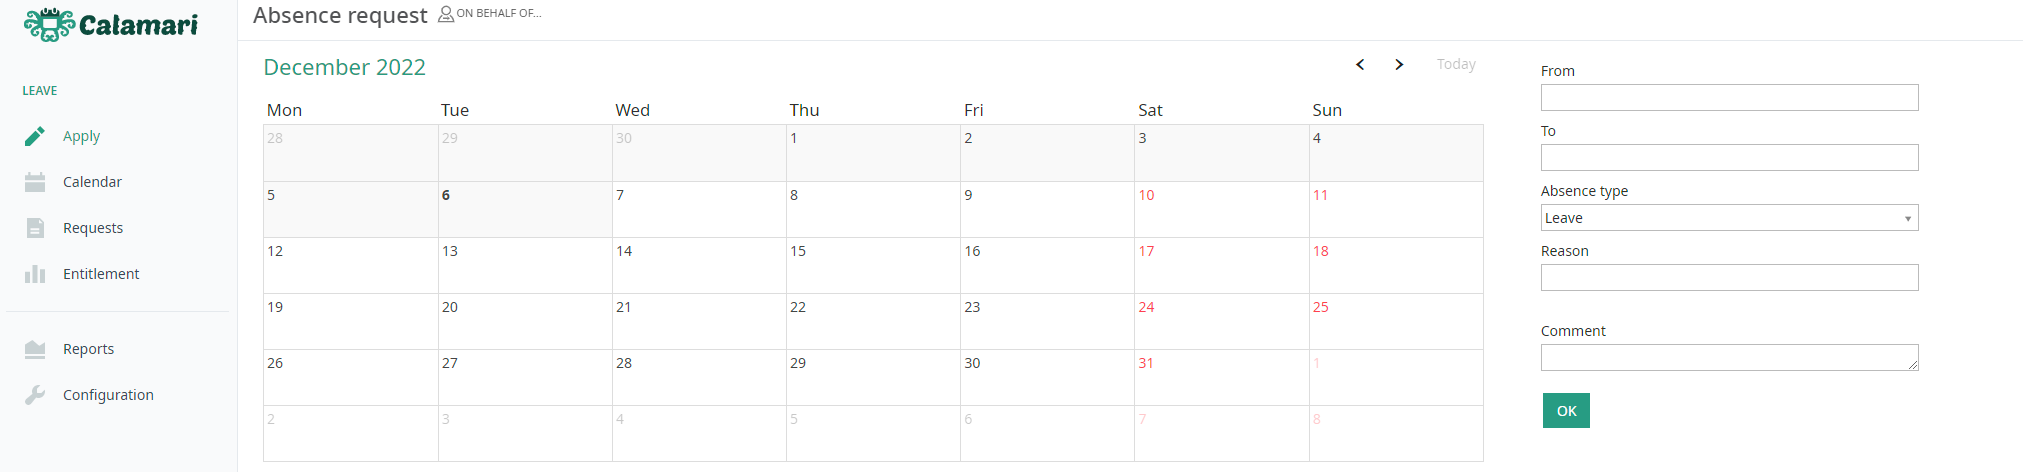 Calamari
LEAVE
Apply
Calendar
Requests
Entitlement
Reports
Configuration
Absence request ON BEHALF OF...
December 2022 < > Today
Mon Tue Wed Thu Fri Sat Sun
28 29 30 1 2 3 4
5 6 7 8 9 10 11
12 13 14 15 16 17 18
19 20 21 22 23 24 25
26 27 28 29 30 31 1
2 3 4 5 6 7 8
From
To
Absence type
Leave
Reason
Comment
OK